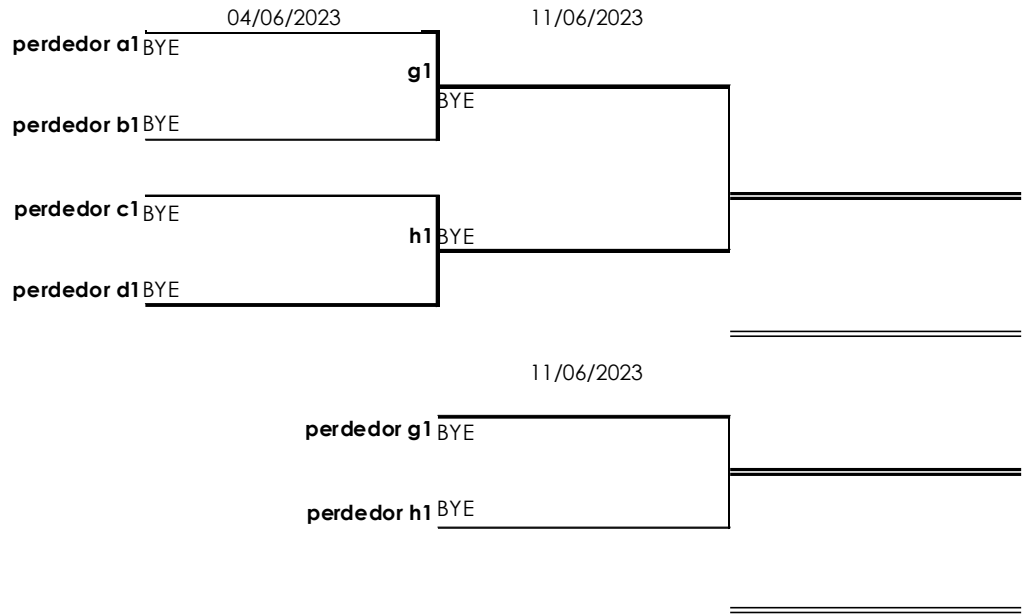 04/06/2023 11/06/2023
perdedor a1 BYE
g1
BYE
perdedor b1 BYE
perdedor c1 BYE
h1 BYE
perdedor d1 BYE
11/06/2023
perdedor g1 BYE
perdedor h1 BYE